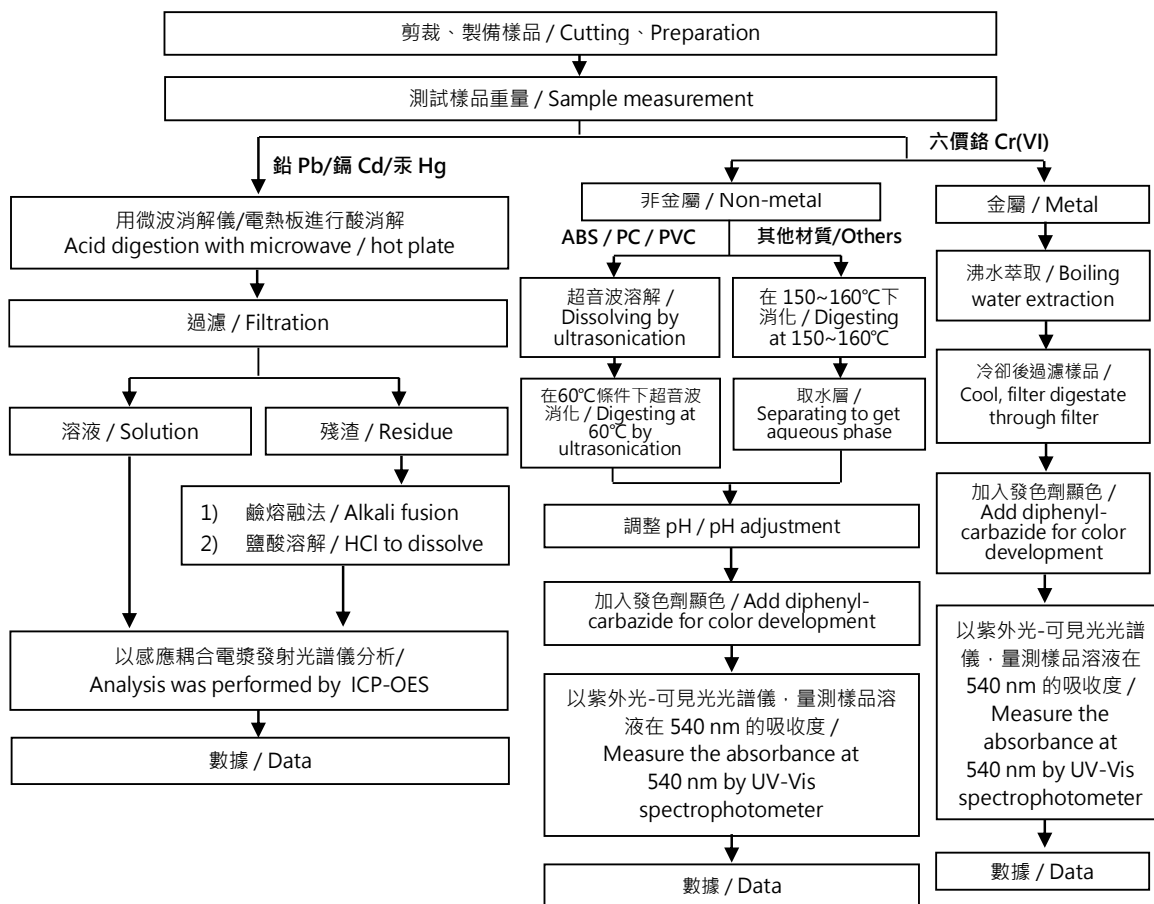 剪裁、製備樣品 / Cutting、Preparation
測試樣品重量 / Sample measurement
鉛 Pb/鎘 Cd/汞 Hg
六價鉻 Cr(VI)
用微波消解儀/電熱板進行酸消解
Acid digestion with microwave / hot plate
過濾 / Filtration
溶液 / Solution
殘渣 / Residue
1) 鹼熔融法 / Alkali fusion
2) 鹽酸溶解 / HCl to dissolve
以感應耦合電漿發射光譜儀分析/
Analysis was performed by ICP-OES
數據 / Data
非金屬 / Non-metal
ABS / PC / PVC
其他材質/Others
超音波溶解 /
Dissolving by
ultrasonication
在 150~160℃下
消化 / Digesting
at 150~160℃
在60℃條件下超音波
消化 / Digesting at
60℃ by
ultrasonication
取水層 /
Separating to get
aqueous phase
調整 pH / pH adjustment
加入發色劑顯色 / Add diphenyl-
carbazide for color development
以紫外光-可見光光譜儀，量測樣品溶
液在 540 nm 的吸收度 /
Measure the absorbance at
540 nm by UV-Vis
spectrophotometer
數據 / Data
金屬 / Metal
沸水萃取 / Boiling
water extraction
冷卻後過濾樣品 /
Cool, filter digestate
through filter
加入發色劑顯色 /
Add diphenyl-
carbazide for color
development
以紫外光-可見光光譜
儀，量測樣品溶液在
540 nm 的吸收度 /
Measure the
absorbance at
540 nm by UV-Vis
spectrophotometer
數據 / Data